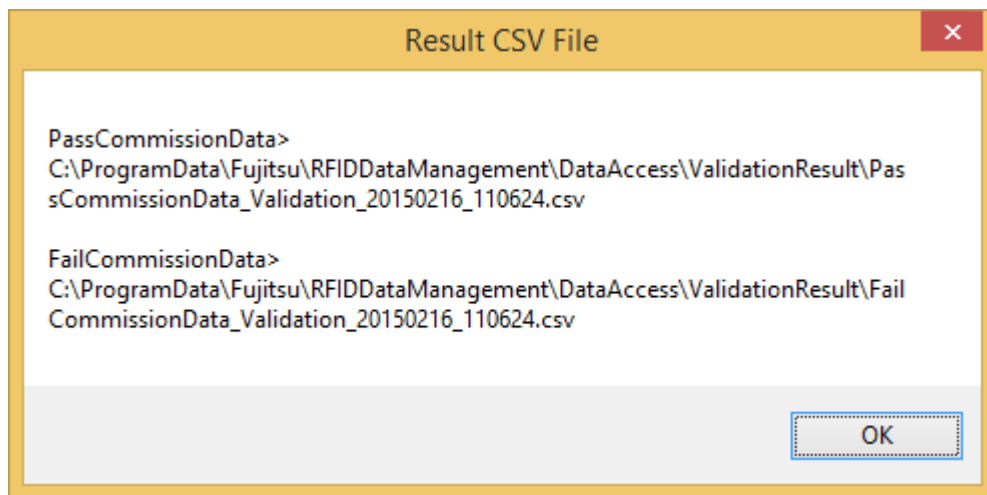 Result CSV File
PassCommissionData>
C:\ProgramData\Fujitsu\RFIDDataManagement\DataAccess\ValidationResult\Pas
sCommissionData_Validation_20150216_110624.csv
FailCommissionData>
C:\ProgramData\Fujitsu\RFIDDataManagement\DataAccess\ValidationResult\Fail
CommissionData_Validation_20150216_110624.csv
OK